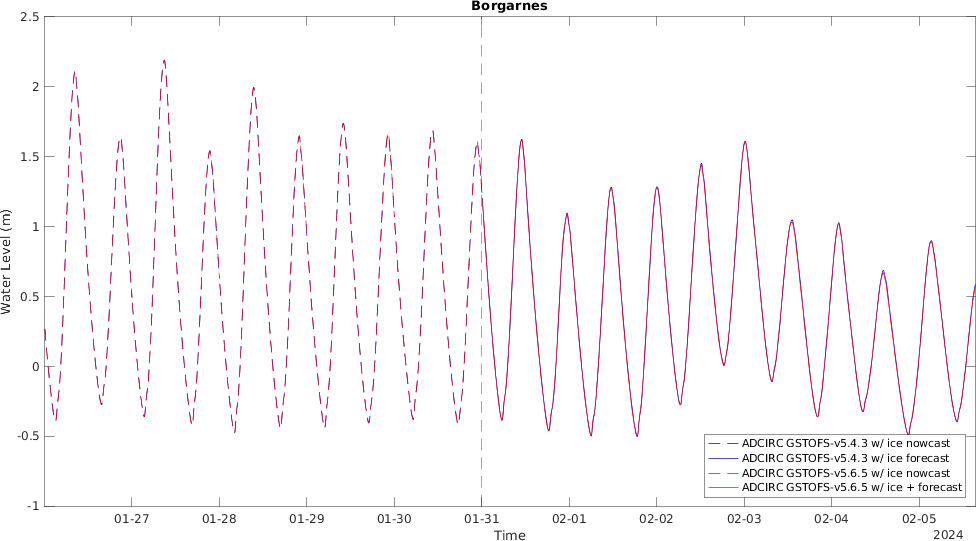 Borgarnes
2.5
2
1.5
1
0.5
0
-0.5
-1
Water Level (m)
01-27
01-28
01-29
01-30
01-31
02-01
02-02
02-03
02-04
02-05
Time
2024
ADCIRC GSTOFS-v5.4.3 w/ ice nowcast
ADCIRC GSTOFS-v5.4.3 w/ ice forecast
ADCIRC GSTOFS-v5.6.5 w/ ice nowcast
ADCIRC GSTOFS-v5.6.5 w/ ice + forecast